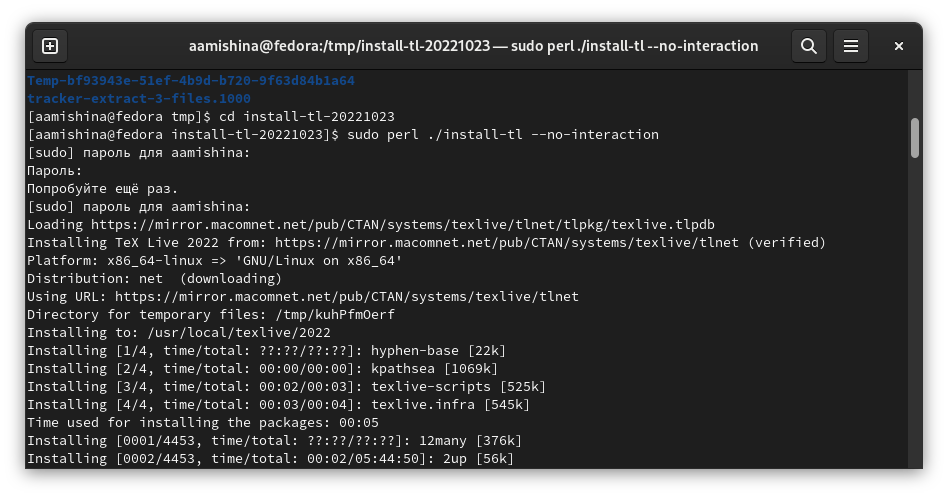 aamishina@fedora:/tmp/install-tl-20221023 — sudo perl ./install-tl --no-interaction
Temp-bf93943e-51ef-4b9d-b720-9f63d84b1a64
tracker-extract-3-files.1000
[aamishina@fedora tmp]$ cd install-tl-20221023
[aamishina@fedora install-tl-20221023]$ sudo perl ./install-tl --no-interaction
[sudo] пароль для aamishina:
Пароль:
Попробуйте ещё раз.
[sudo] пароль для aamishina:
Loading https://mirror.macomnet.net/pub/CTAN/systems/texlive/tlnet/tlpkg/texlive.tlpdb
Installing TeX Live 2022 from: https://mirror.macomnet.net/pub/CTAN/systems/texlive/tlnet (verified)
Platform: x86_64-linux => 'GNU/Linux on x86_64'
Distribution: net  (downloading)
Using URL: https://mirror.macomnet.net/pub/CTAN/systems/texlive/tlnet
Directory for temporary files: /tmp/kuhPfmOerf
Installing to: /usr/local/texlive/2022
Installing [1/4, time/total: ??:??/??:??]: hyphen-base [22k]
Installing [2/4, time/total: 00:00/00:00]: kpathsea [1069k]
Installing [3/4, time/total: 00:02/00:03]: texlive-scripts [525k]
Installing [4/4, time/total: 00:03/00:04]: texlive.infra [545k]
Time used for installing the packages: 00:05
Installing [0001/4453, time/total: ??:??/??:??]: 12many [376k]
Installing [0002/4453, time/total: 00:02/05:44:50]: 2up [56k]